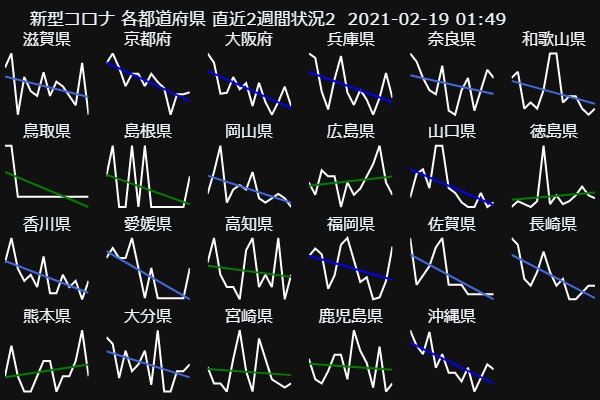 新型コロナ 各都道府県 直近2週間状況2 2021-02-19 01:49
滋賀県 京都府 大阪府 兵庫県 奈良県 和歌山県
鳥取県 島根県 岡山県 広島県 山口県 徳島県
香川県 愛媛県 高知県 福岡県 佐賀県 長崎県
熊本県 大分県 宮崎県 鹿児島県 沖縄県